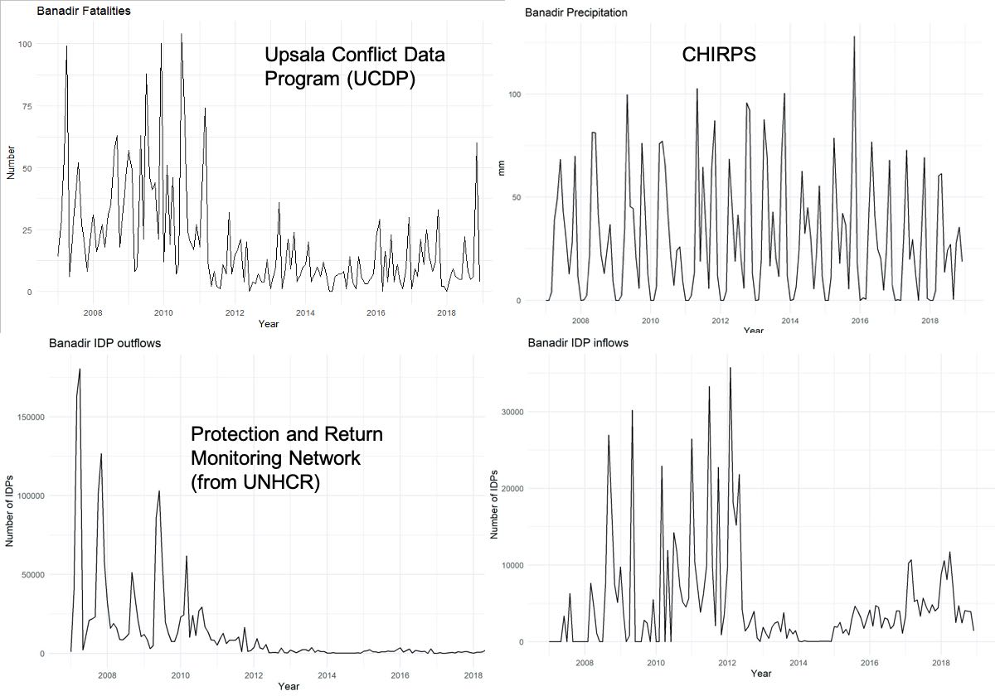 Banadir Fatalities
Upsala Conflict Data
Program (UCDP)
100
75
50
25
0
Number
2008 2010 2012 2014 2016 2018
Year
Banadir Precipitation
CHIRPS
100
50
0
mm
2008 2010 2012 2014 2016 2018
Year
Banadir IDP outflows
Protection and Return
Monitoring Network
(from UNHCR)
150000
100000
50000
0
Number of IDPs
2008 2010 2012 2014 2016 2018
Year
Banadir IDP inflows
30000
20000
10000
0
Number of IDPs
2008 2010 2012 2014 2016 2018
Year